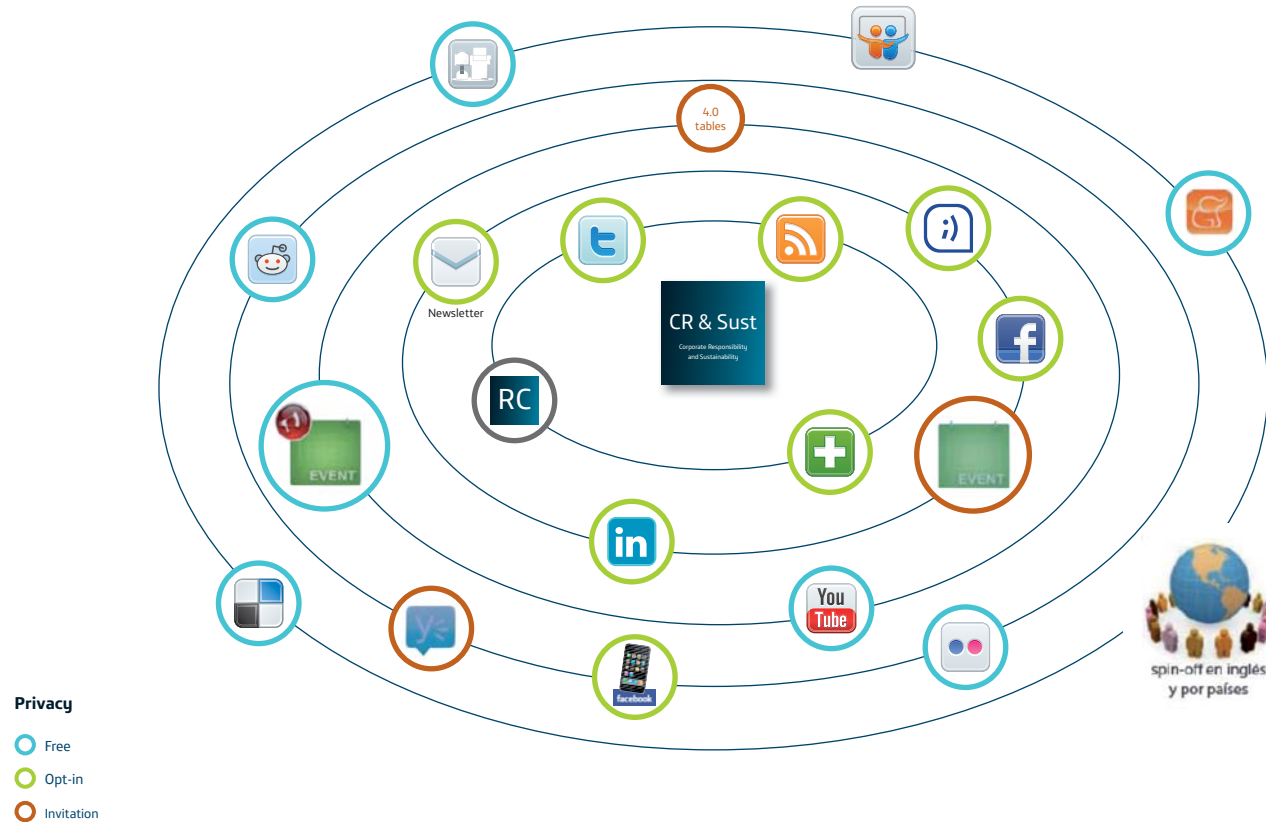 4.0
tables
;)
Newsletter
CR & Sust
Corporate Responsibility
and Sustainability
f
RC
EVENT
EVENT
in
You
Tube
y
facebook
spin-off en inglés
y por países
Privacy
Free
Opt-in
Invitation